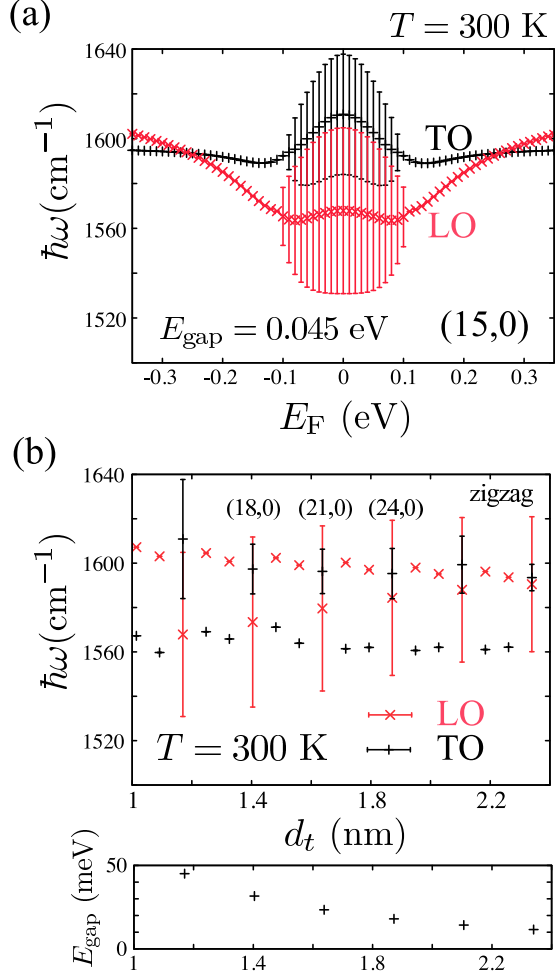 (a)
T = 300 K
1640
1600
1560
1520
ħω(cm⁻¹)
TO
LO
E_gap = 0.045 eV
(15,0)
-0.3 -0.2 -0.1 0 0.1 0.2 0.3
E_F (eV)
(b)
1640
1600
1560
1520
ħω(cm⁻¹)
zigzag
(18,0) (21,0) (24,0)
LO
T = 300 K
TO
1 1.4 1.8 2.2
d_t (nm)
E_gap (meV)
50
0
1 1.4 1.8 2.2